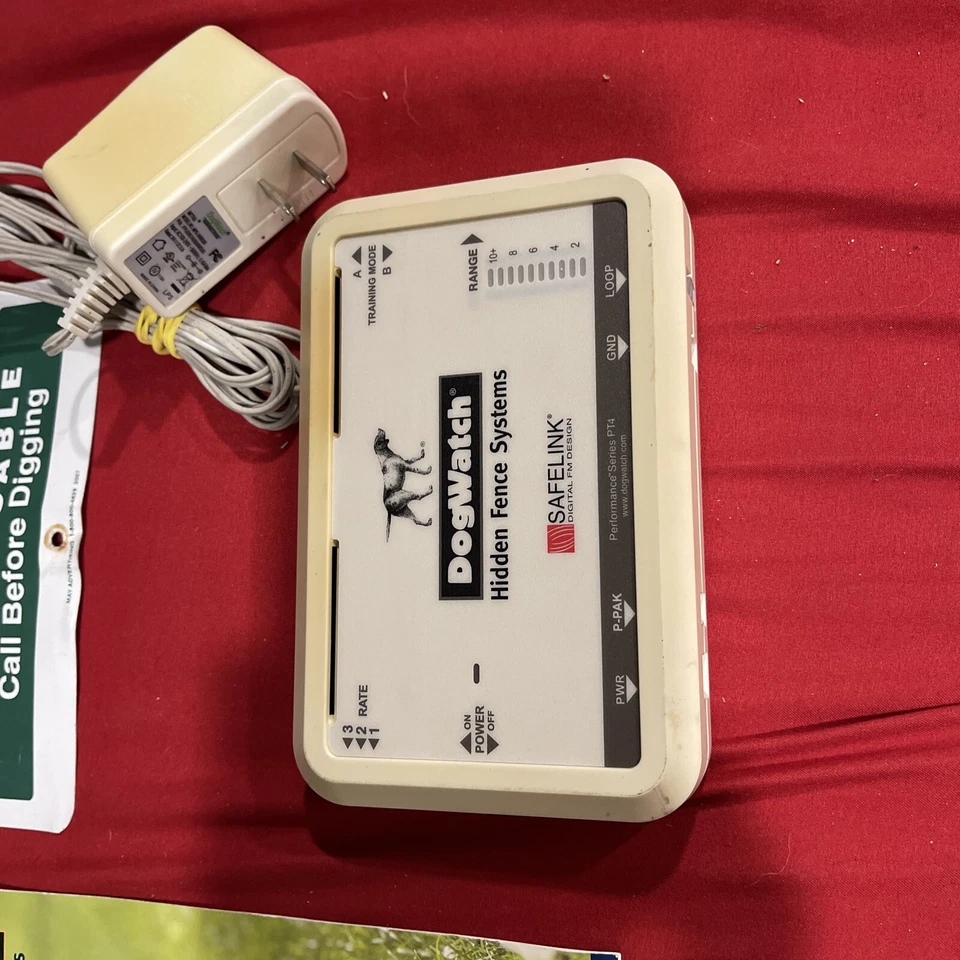 A
TRAINING MODE
B
RANGE
10+
8
6
4
2
LOOP
GND
DogWatch®
Hidden Fence Systems
SAFELINK®
DIGITAL FM DESIGN
Performance Series PT4
www.dogwatch.com
3
2 RATE
1
ON
POWER
OFF
P-PAK
PWR
ABLE
Call Before Digging